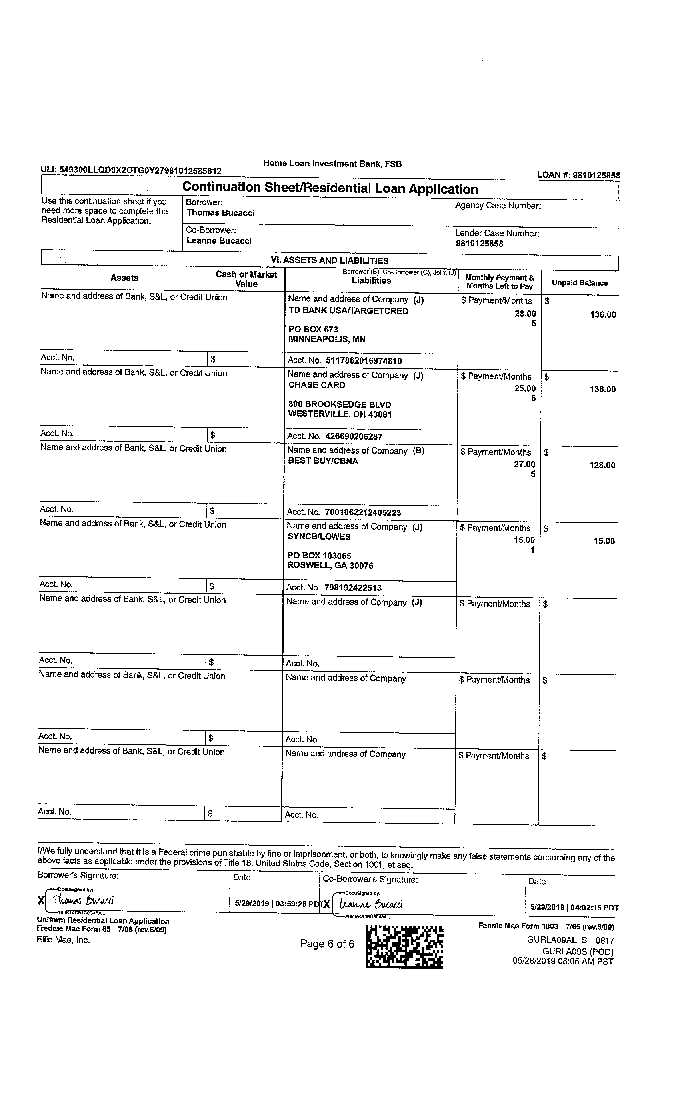 Home Loan Investment Bank, FSB
LOAN #: 9810125858
Continuation Sheet/Residential Loan Application
Use this continuation sheet if you
need more space to complete the
Residential Loan Application.
Borrower:
Thomas Bucacci
Agency Case Number:
Co-Borrower:
Leanne Bucacci
Lender Case Number:
9810125858
VI. ASSETS AND LIABILITIES
Assets
Cash or Market
Value
Borrower (B), Co-Borrower (C), Joint (J)
Liabilities
Monthly Payment &
Months Left to Pay
Unpaid Balance
Name and address of Bank, S&L, or Credit Union
Name and address of Company (J)
$ Payment/Months
$
TD BANK USA/TARGETCRED
28.00
5
136.00
PO BOX 673
MINNEAPOLIS, MN
Acct. No.
$
Acct. No.
Name and address of Bank, S&L, or Credit Union
Name and address of Company (J)
$ Payment/Months
$
CHASE CARD
25.00
138.00
800 BROOKSEDGE BLVD
WESTERVILLE, OH 43081
Acct. No.
$
Acct. No.
Name and address of Bank, S&L, or Credit Union
Name and address of Company (B)
$ Payment/Months
$
BEST BUY/CBNA
27.00
5
128.00
Acct. No.
$
Acct. No.
Name and address of Bank, S&L, or Credit Union
Name and address of Company (J)
$ Payment/Months
$
SYNCB/LOWES
15.00
1
15.00
PO BOX 103065
ROSWELL, GA 30076
Acct. No.
$
Acct. No. 798192422513
Name and address of Bank, S&L, or Credit Union
Name and address of Company (J)
$ Payment/Months
$
Acct. No.
$
Acct. No.
Name and address of Bank, S&L, or Credit Union
Name and address of Company
$ Payment/Months
$
Acct. No.
$
Acct. No.
Name and address of Bank, S&L, or Credit Union
Name and address of Company
$ Payment/Months
$
Acct. No.
$
Acct. No.
I/We fully understand that it is a Federal crime punishable by fine or imprisonment, or both, to knowingly make any false statements concerning any of the
above facts as applicable under the provisions of Title 18, United States Code, Section 1001, et seq.
Borrower's Signature:
Date
Co-Borrower's Signature:
Date
DocuSigned by:
X Thomas Bucacci
5/29/2019 | 03:59:28 PDT
DocuSigned by:
X Leanne Bucacci
5/29/2019 | 04:02:15 PDT
Uniform Residential Loan Application
Freddie Mac Form 65 7/05 (rev.6/09)
Fannie Mae Form 1003 7/05 (rev.6/09)
Ellie Mae, Inc.
Page 6 of 6
GURLA09AL S 0817
GURLA09S (POD)
05/28/2019 08:05 AM PST